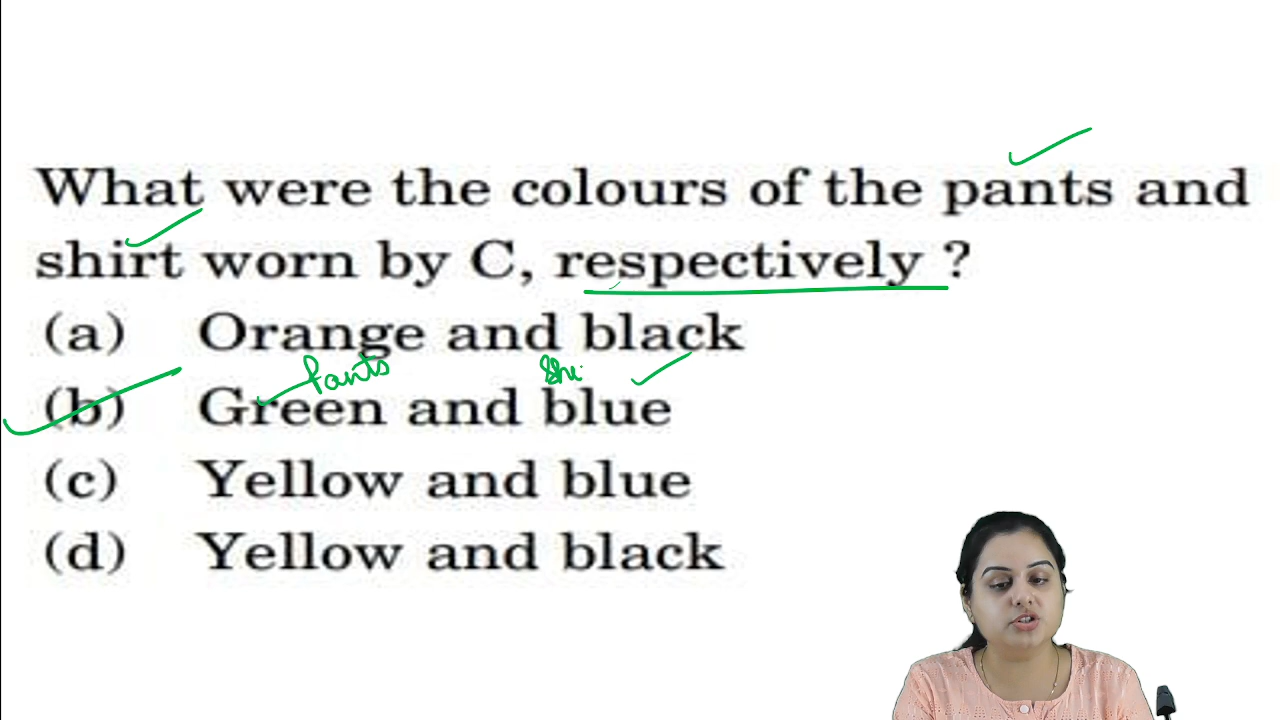 What were the colours of the pants and
shirt worn by C, respectively ?
(a) Orange and black
Pants Shi
(b) Green and blue
(c) Yellow and blue
(d) Yellow and black